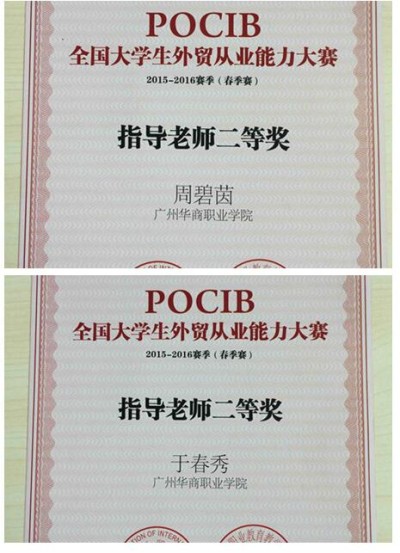 POCIB
全国大学生外贸从业能力大赛
2015-2016赛季（春季赛）
指导老师二等奖
周碧茵
广州华商职业学院
POCIB
全国大学生外贸从业能力大赛
2015-2016赛季（春季赛）
指导老师二等奖
于春秀
广州华商职业学院